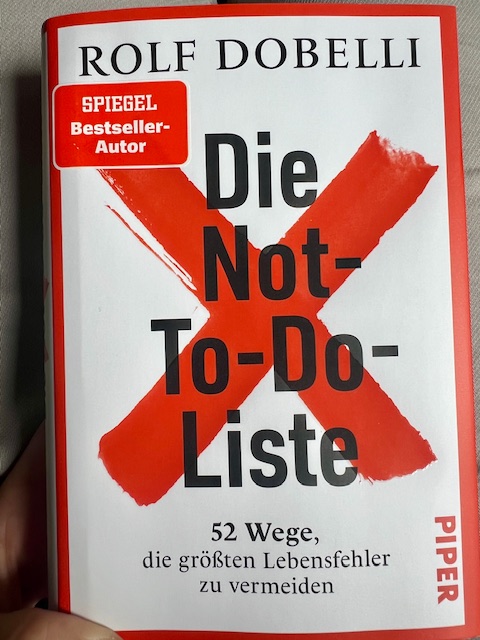 ROLF DOBELLI
SPIEGEL
Bestseller-
Autor
Die
Not-
To-Do-
Liste
52 Wege,
die größten Lebensfehler
zu vermeiden
PIPER